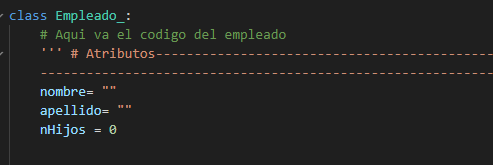 class Empleado_:
# Aqui va el codigo del empleado
''' # Atributos--------------------------------------------
------------------------------------------------------------
nombre= ""
apellido= ""
nHijos = 0